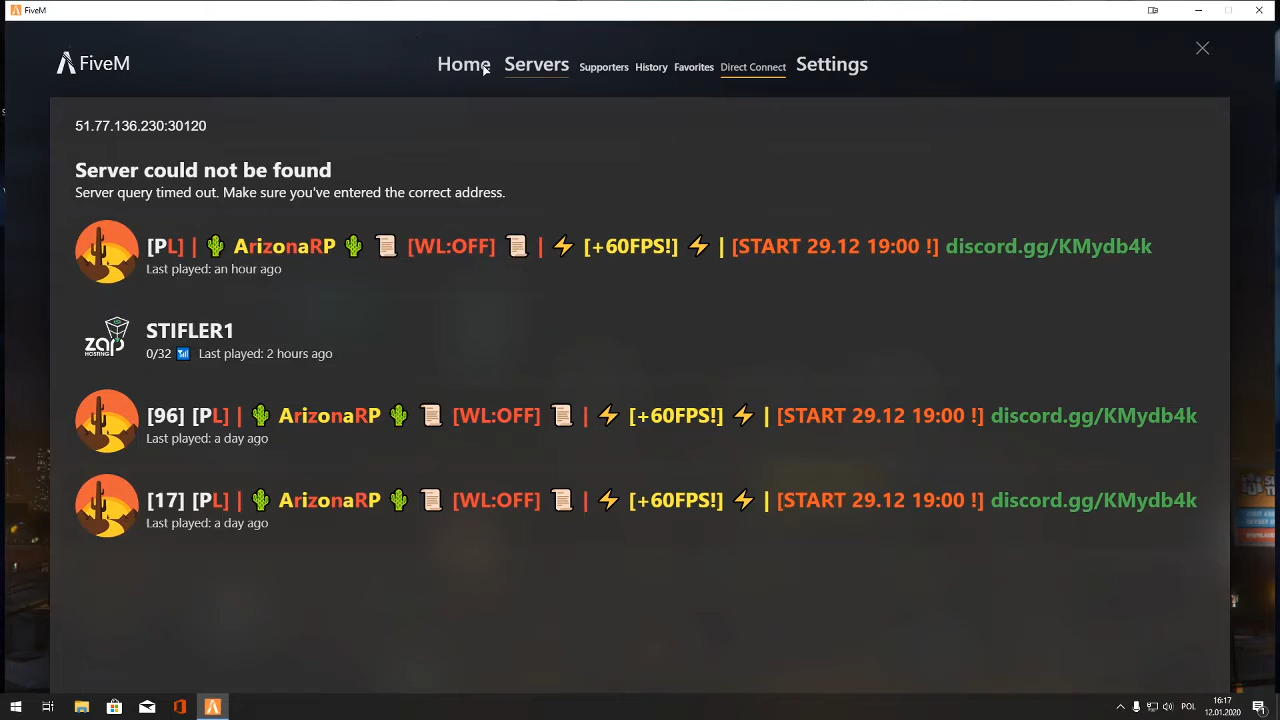 FiveM
FiveM
Home Servers Supporters History Favorites Direct Connect Settings
51.77.136.230:30120
Server could not be found
Server query timed out. Make sure you've entered the correct address.
[PL] | 🌵 ArizonaRP 🌵 📜 [WL:OFF] 📜 | ⚡ [+60FPS!] ⚡ | [START 29.12 19:00 !] discord.gg/KMydb4k
Last played: an hour ago
ZAP
HOSTING
STIFLER1
0/32 📶 Last played: 2 hours ago
[96] [PL] | 🌵 ArizonaRP 🌵 📜 [WL:OFF] 📜 | ⚡ [+60FPS!] ⚡ | [START 29.12 19:00 !] discord.gg/KMydb4k
Last played: a day ago
[17] [PL] | 🌵 ArizonaRP 🌵 📜 [WL:OFF] 📜 | ⚡ [+60FPS!] ⚡ | [START 29.12 19:00 !] discord.gg/KMydb4k
Last played: a day ago
POL
16:17
12.01.2020